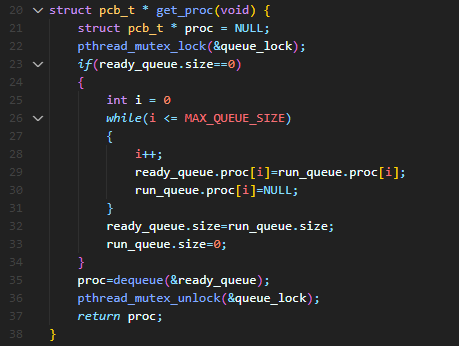 20 struct pcb_t * get_proc(void) {
21     struct pcb_t * proc = NULL;
22     pthread_mutex_lock(&queue_lock);
23     if(ready_queue.size==0)
24     {
25         int i = 0
26         while(i <= MAX_QUEUE_SIZE)
27         {
28             i++;
29             ready_queue.proc[i]=run_queue.proc[i];
30             run_queue.proc[i]=NULL;
31         }
32         ready_queue.size=run_queue.size;
33         run_queue.size=0;
34     }
35     proc=dequeue(&ready_queue);
36     pthread_mutex_unlock(&queue_lock);
37     return proc;
38 }